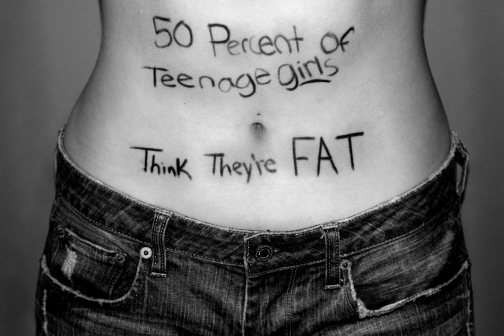 50 Percent of
Teenage girls
Think They're FAT